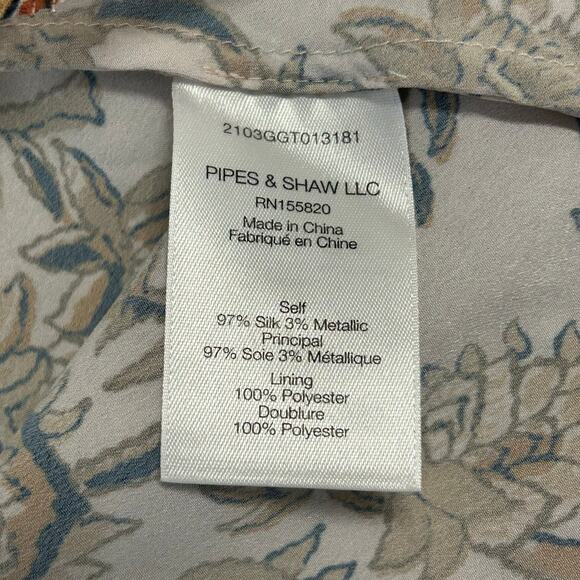 2103GGT013181
PIPES & SHAW LLC
RN155820
Made in China
Fabriqué en Chine
Self
97% Silk 3% Metallic
Principal
97% Soie 3% Métallique
Lining
100% Polyester
Doublure
100% Polyester